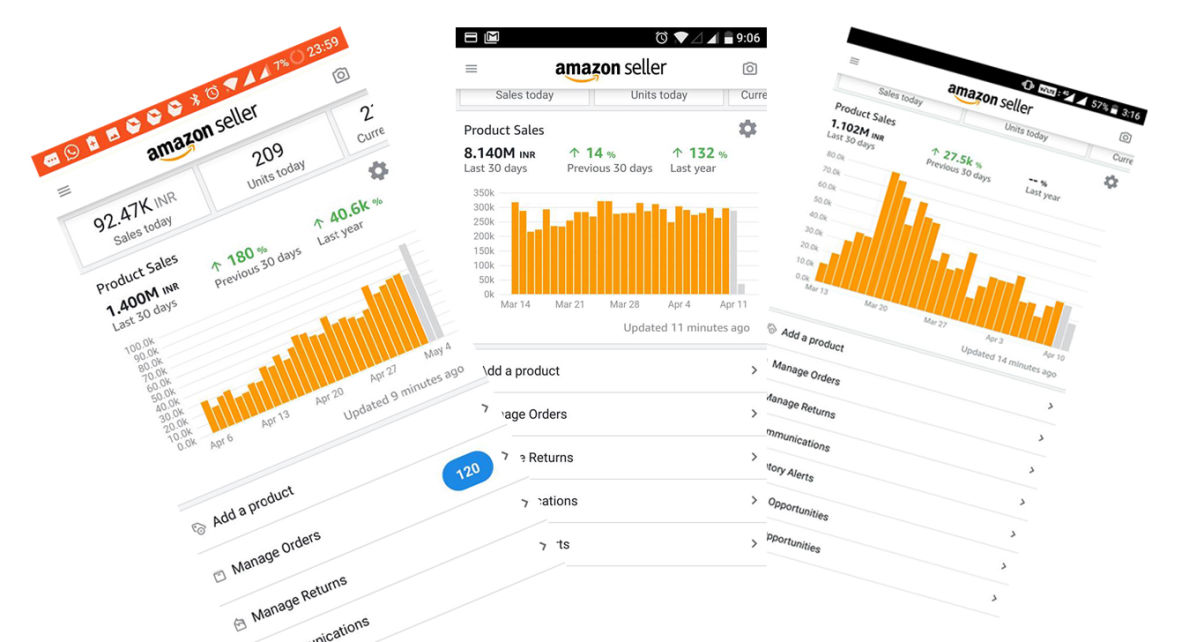 7% 23:59
amazon seller
92.47K INR
Sales today
209
Units today
Curre
Product Sales
1.400M INR
Last 30 days
↑ 180 %
Previous 30 days
↑ 40.6k %
Last year
100.0k
90.0k
80.0k
70.0k
60.0k
50.0k
40.0k
30.0k
20.0k
10.0k
0.0k
Apr 6
Apr 13
Apr 20
Apr 27
May 4
Updated 9 minutes ago
Add a product
Manage Orders
120
Manage Returns
nications
9:06
amazon seller
Sales today
Units today
Curre
Product Sales
8.140M INR
Last 30 days
↑ 14 %
Previous 30 days
↑ 132 %
Last year
350k
300k
250k
200k
150k
100k
50k
0k
Mar 14
Mar 21
Mar 28
Apr 4
Apr 11
Updated 11 minutes ago
Add a product
age Orders
e Returns
cations
ts
57% 3:16
amazon seller
Sales today
Units today
Curre
Product Sales
1.102M INR
Last 30 days
↑ 27.5k %
Previous 30 days
-- %
Last year
80.0k
70.0k
60.0k
50.0k
40.0k
30.0k
20.0k
10.0k
0.0k
Mar 13
Mar 20
Mar 27
Apr 3
Apr 10
Updated 14 minutes ago
Add a product
Manage Orders
Manage Returns
mmunications
tory Alerts
Opportunities
pportunities